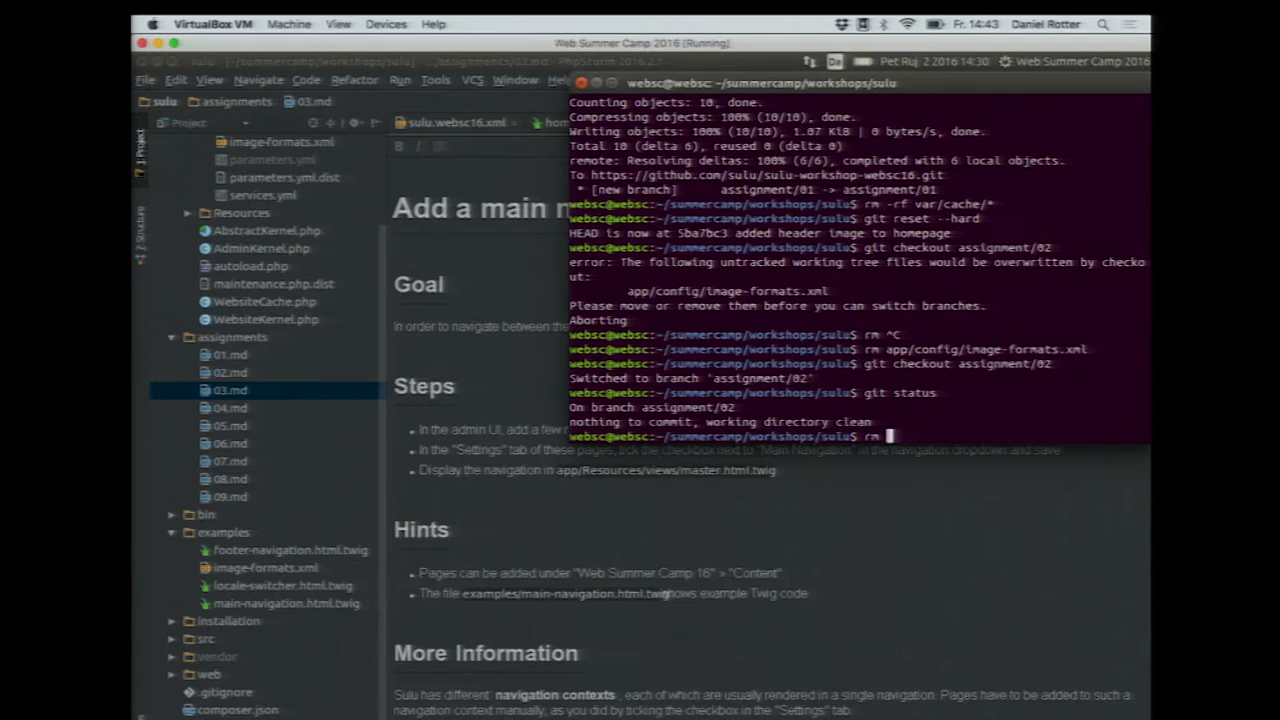 VirtualBox VM Machine View Devices Help Fr. 14:43 Daniel Rotter
Web Summer Camp 2016 [Running]
De Pet Ruj 2 2016 14:30 Web Summer Camp 2016
File Edit View Navigate Code Refactor Run Tools VCS Window Help
websc@websc: ~/summercamp/workshops/sulu
sulu assignments 03.md
Project
sulu.websc16.xml
1: Project
Z: Structure
image-formats.xml
parameters.yml
parameters.yml.dist
services.yml
Resources
AbstractKernel.php
AdminKernel.php
autoload.php
maintenance.php.dist
WebsiteCache.php
WebsiteKernel.php
assignments
01.md
02.md
03.md
04.md
05.md
06.md
07.md
08.md
09.md
bin
examples
footer-navigation.html.twig
image-formats.xml
locale-switcher.html.twig
main-navigation.html.twig
installation
src
vendor
web
.gitignore
composer.json
Counting objects: 10, done.
Compressing objects: 100% (10/10), done.
Writing objects: 100% (10/10), 1.07 KiB | 0 bytes/s, done.
Total 10 (delta 6), reused 0 (delta 0)
remote: Resolving deltas: 100% (6/6), completed with 6 local objects.
To https://github.com/sulu/sulu-workshop-websc16.git
* [new branch] assignment/01 -> assignment/01
websc@websc:~/summercamp/workshops/sulu$ rm -rf var/cache/*
websc@websc:~/summercamp/workshops/sulu$ git reset --hard
HEAD is now at 5ba7bc3 added header image to homepage
websc@websc:~/summercamp/workshops/sulu$ git checkout assignment/02
error: The following untracked working tree files would be overwritten by checko
ut:
app/config/image-formats.xml
Please move or remove them before you can switch branches.
Aborting
websc@websc:~/summercamp/workshops/sulu$ rm ^C
websc@websc:~/summercamp/workshops/sulu$ rm app/config/image-formats.xml
websc@websc:~/summercamp/workshops/sulu$ git checkout assignment/02
Switched to branch 'assignment/02'
websc@websc:~/summercamp/workshops/sulu$ git status
On branch assignment/02
nothing to commit, working directory clean
websc@websc:~/summercamp/workshops/sulu$ rm
Add a main
Goal
In order to navigate between the
Steps
In the admin UI, add a few
In the "Settings" tab of these pages, tick the checkbox next to "Main Navigation" in the navigation dropdown and save
Display the navigation in app/Resources/views/master.html.twig
Hints
Pages can be added under "Web Summer Camp 16" » "Content"
The file examples/main-navigation.html.twig shows example Twig code
More Information
Sulu has different navigation contexts , each of which are usually rendered in a single navigation. Pages have to be added to such a
navigation context manually, as you did by ticking the checkbox in the "Settings" tab.